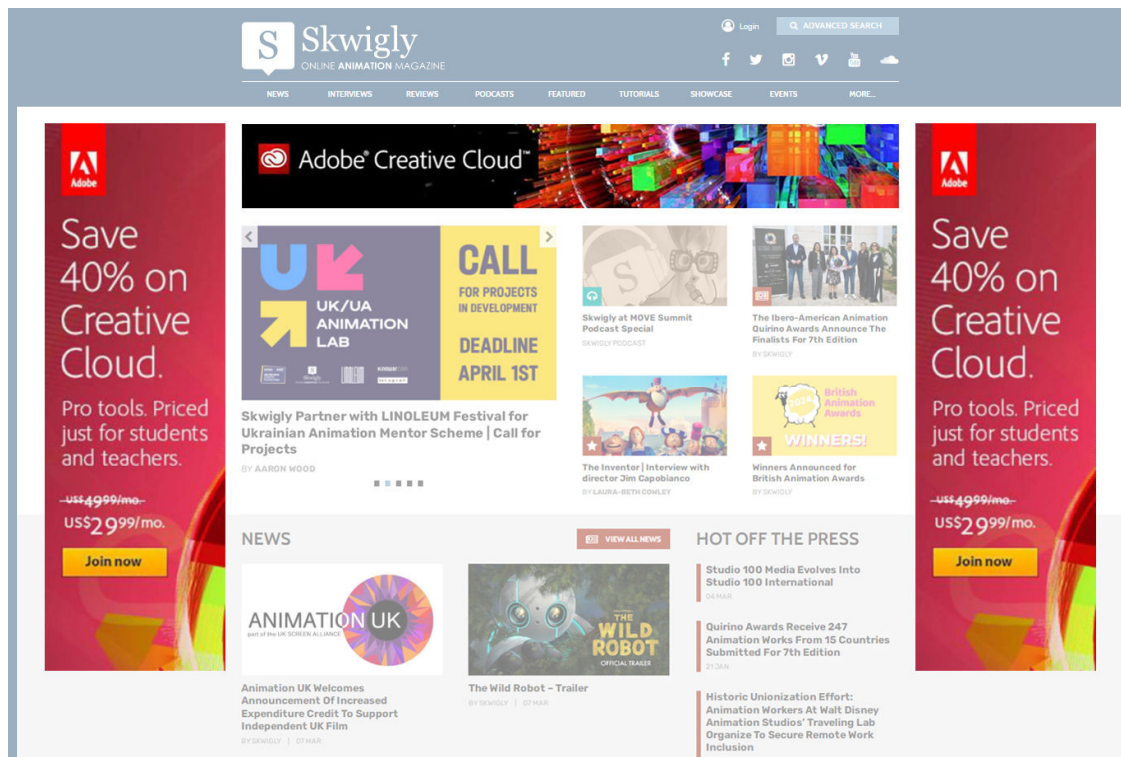 S
Skwigly
ONLINE ANIMATION MAGAZINE
Login
ADVANCED SEARCH
You
Tube
NEWS
INTERVIEWS
REVIEWS
PODCASTS
FEATURED
TUTORIALS
SHOWCASE
EVENTS
MORE...
Adobe
Save
40% on
Creative
Cloud.
Pro tools. Priced
just for students
and teachers.
US$4999/mo.
US$2999/mo.
Join now
Adobe® Creative Cloud™
UK
UK/UA
ANIMATION
LAB
CALL
FOR PROJECTS
IN DEVELOPMENT
DEADLINE
APRIL 1ST
Skwigly Partner with LINOLEUM Festival for
Ukrainian Animation Mentor Scheme | Call for
Projects
BY AARON WOOD
S
Skwigly at MOVE Summit
Podcast Special
SKWIGLY PODCAST
The Ibero-American Animation
Quirino Awards Announce The
Finalists For 7th Edition
BY SKWIGLY
The Inventor | Interview with
director Jim Capobianco
BY LAURA-BETH COWLEY
2024
British
Animation
Awards
WINNERS!
Winners Announced for
British Animation Awards
BY SKWIGLY
Adobe
Save
40% on
Creative
Cloud.
Pro tools. Priced
just for students
and teachers.
US$4999/mo.
US$2999/mo.
Join now
NEWS
VIEW ALL NEWS
ANIMATION UK
part of the UK SCREEN ALLIANCE
Animation UK Welcomes
Announcement Of Increased
Expenditure Credit To Support
Independent UK Film
BY SKWIGLY | 07 MAR
THE
WILD
ROBOT
OFFICIAL TRAILER
The Wild Robot – Trailer
BY SKWIGLY | 07 MAR
HOT OFF THE PRESS
Studio 100 Media Evolves Into
Studio 100 International
04 MAR
Quirino Awards Receive 247
Animation Works From 15 Countries
Submitted For 7th Edition
21 JAN
Historic Unionization Effort:
Animation Workers At Walt Disney
Animation Studios' Traveling Lab
Organize To Secure Remote Work
Inclusion